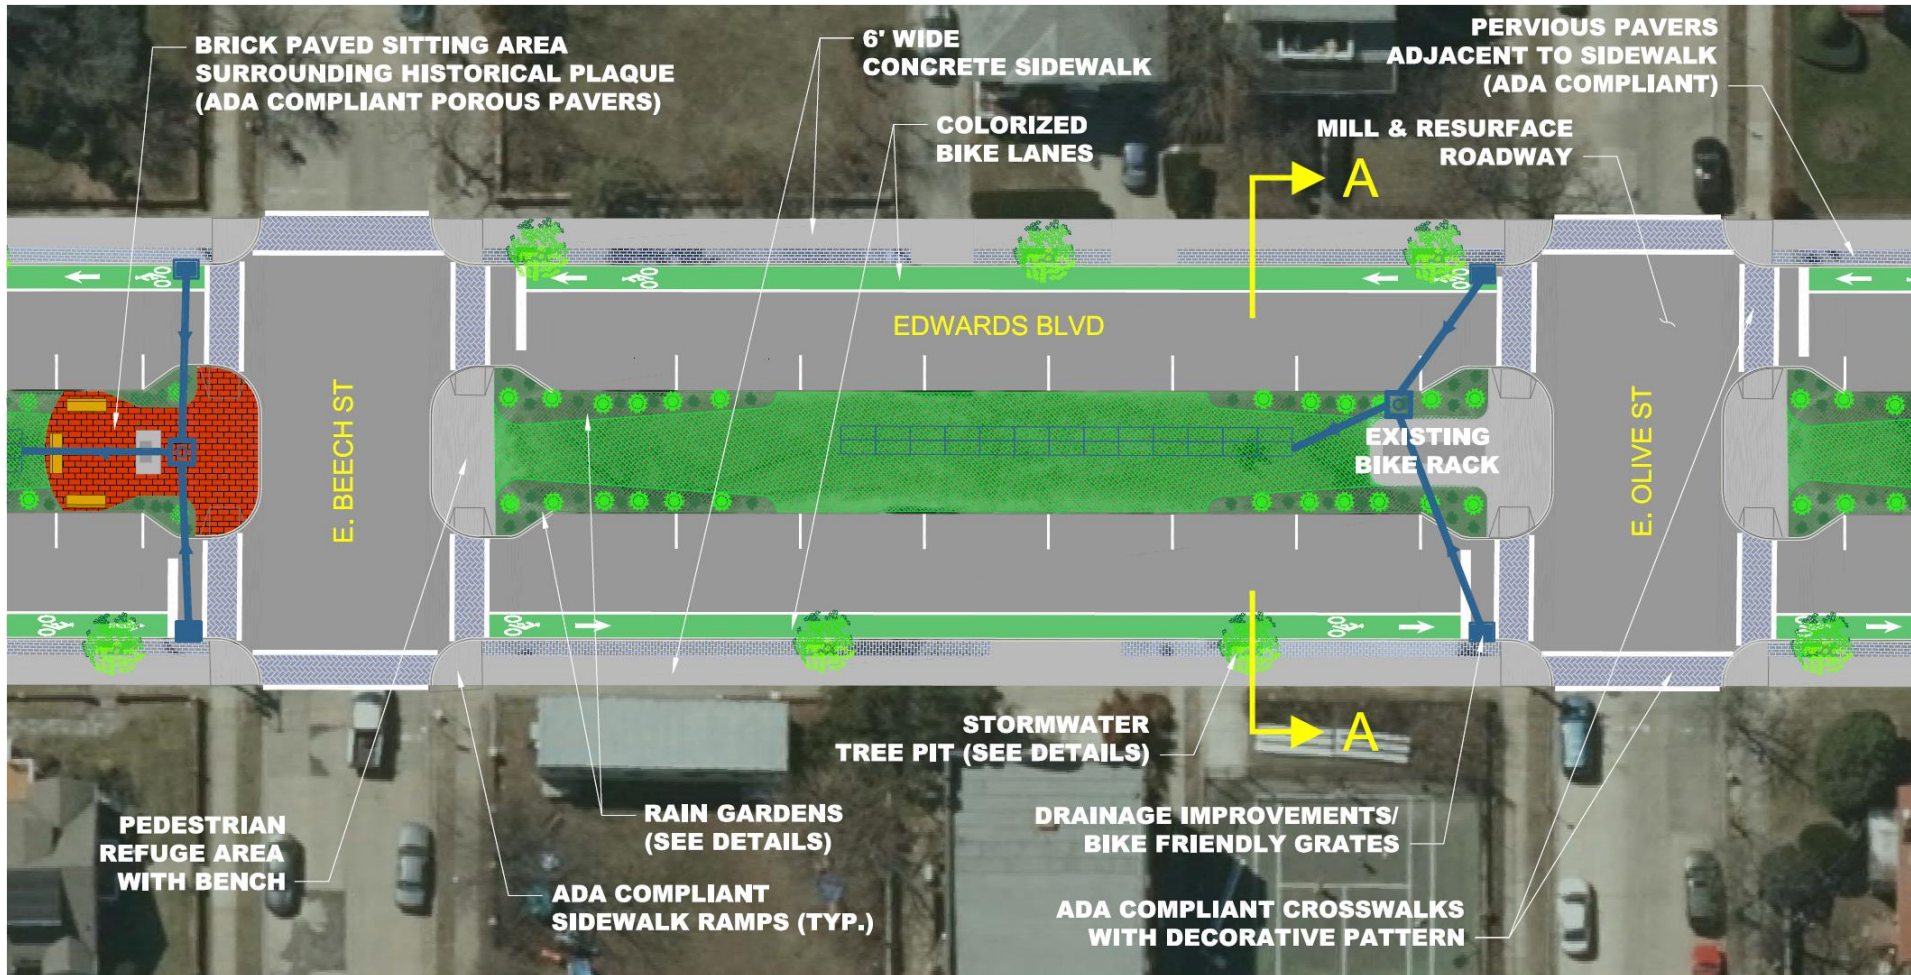 BRICK PAVED SITTING AREA
SURROUNDING HISTORICAL PLAQUE
(ADA COMPLIANT POROUS PAVERS)
6' WIDE
CONCRETE SIDEWALK
COLORIZED
BIKE LANES
PERVIOUS PAVERS
ADJACENT TO SIDEWALK
(ADA COMPLIANT)
MILL & RESURFACE
ROADWAY
A
EDWARDS BLVD
E. BEECH ST
EXISTING
BIKE RACK
E. OLIVE ST
A
STORMWATER
TREE PIT (SEE DETAILS)
RAIN GARDENS
(SEE DETAILS)
DRAINAGE IMPROVEMENTS/
BIKE FRIENDLY GRATES
PEDESTRIAN
REFUGE AREA
WITH BENCH
ADA COMPLIANT
SIDEWALK RAMPS (TYP.)
ADA COMPLIANT CROSSWALKS
WITH DECORATIVE PATTERN